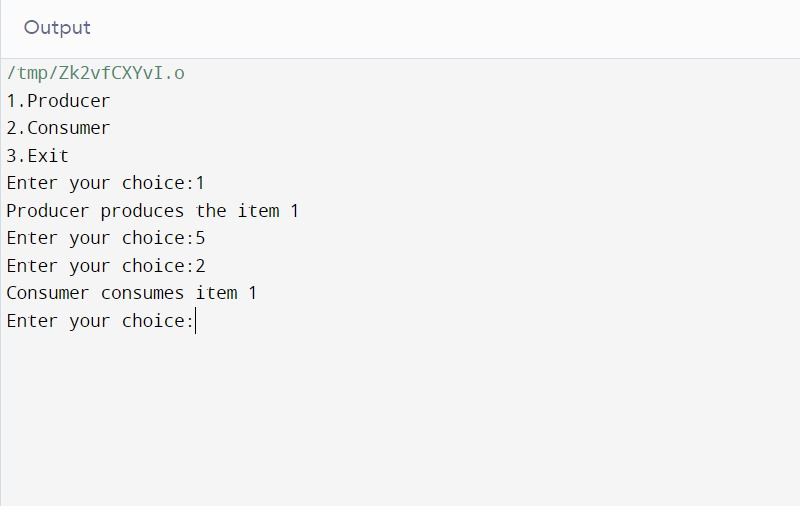 Output
/tmp/Zk2vfCXYvI.o
1.Producer
2.Consumer
3.Exit
Enter your choice:1
Producer produces the item 1
Enter your choice:5
Enter your choice:2
Consumer consumes item 1
Enter your choice: